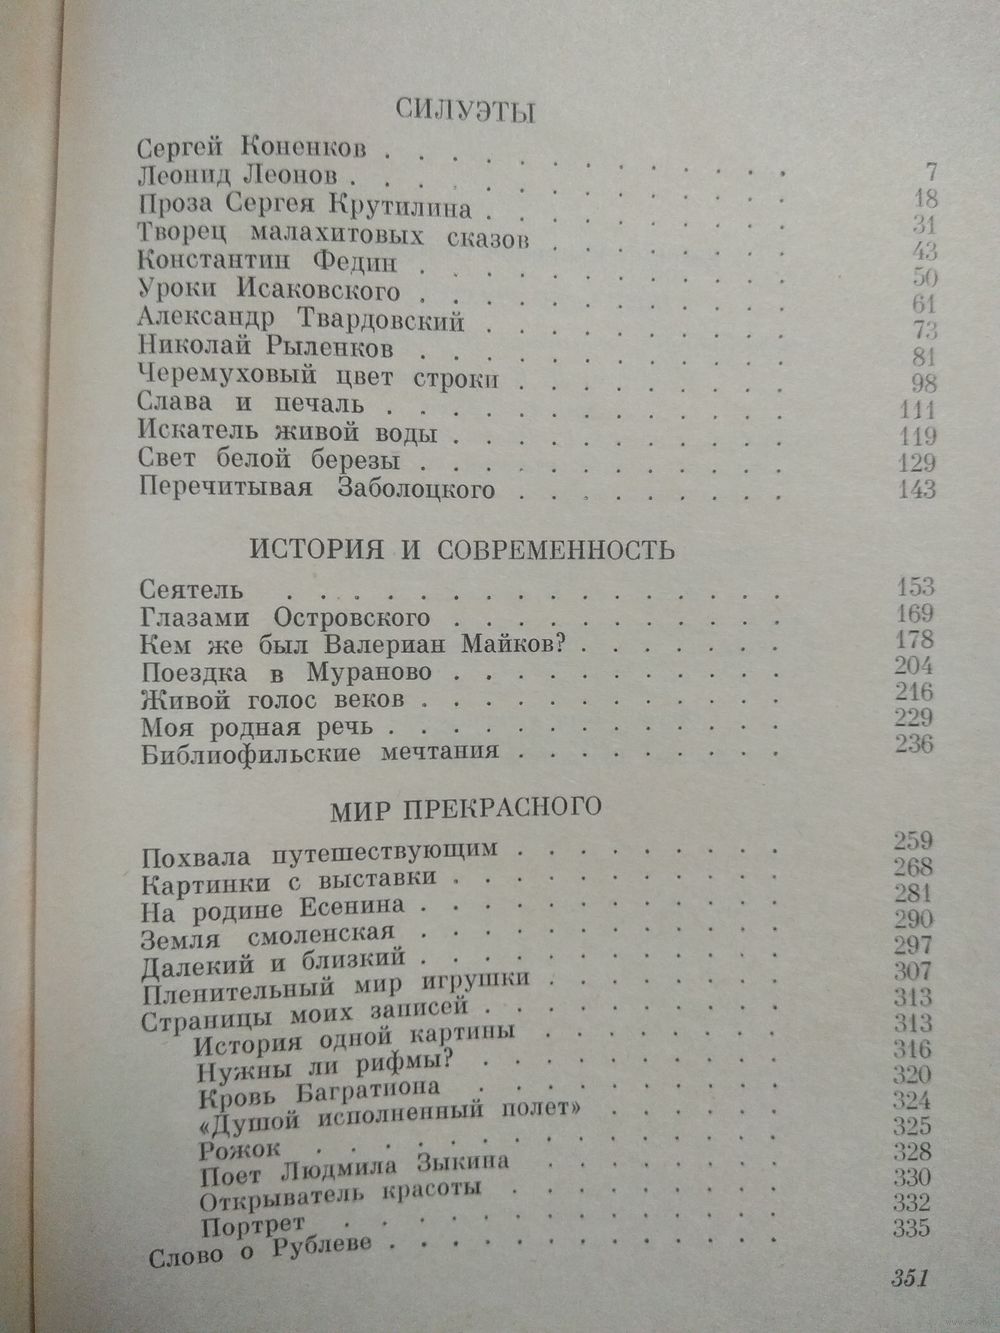 СИЛУЭТЫ
Сергей Коненков . . . . . . . . . . . . . 7
Леонид Леонов . . . . . . . . . . . . . . 18
Проза Сергея Крутилина . . . . . . . . . . 31
Творец малахитовых сказов . . . . . . . . 43
Константин Федин . . . . . . . . . . . . 50
Уроки Исаковского . . . . . . . . . . . . 61
Александр Твардовский . . . . . . . . . . 73
Николай Рыленков . . . . . . . . . . . . 81
Черемуховый цвет строки . . . . . . . . . 98
Слава и печаль . . . . . . . . . . . . . 111
Искатель живой воды . . . . . . . . . . . 119
Свет белой березы . . . . . . . . . . . . 129
Перечитывая Заболоцкого . . . . . . . . . 143
ИСТОРИЯ И СОВРЕМЕННОСТЬ
Сеятель . . . . . . . . . . . . . . . . 153
Глазами Островского . . . . . . . . . . . 169
Кем же был Валериан Майков? . . . . . . . 178
Поездка в Мураново . . . . . . . . . . . 204
Живой голос веков . . . . . . . . . . . . 216
Моя родная речь . . . . . . . . . . . . . 229
Библиофильские мечтания . . . . . . . . . 236
МИР ПРЕКРАСНОГО
Похвала путешествующим . . . . . . . . . 259
Картинки с выставки . . . . . . . . . . . 268
На родине Есенина . . . . . . . . . . . . 281
Земля смоленская . . . . . . . . . . . . 290
Далекий и близкий . . . . . . . . . . . . 297
Пленительный мир игрушки . . . . . . . . 307
Страницы моих записей . . . . . . . . . . 313
История одной картины . . . . . . . . 313
Нужны ли рифмы? . . . . . . . . . . 316
Кровь Багратиона . . . . . . . . . . 320
«Душой исполненный полет» . . . . . . 324
Рожок . . . . . . . . . . . . . . . 325
Поет Людмила Зыкина . . . . . . . . 328
Открыватель красоты . . . . . . . . . 330
Портрет . . . . . . . . . . . . . . 332
Слово о Рублеве . . . . . . . . . . . . . 335
351